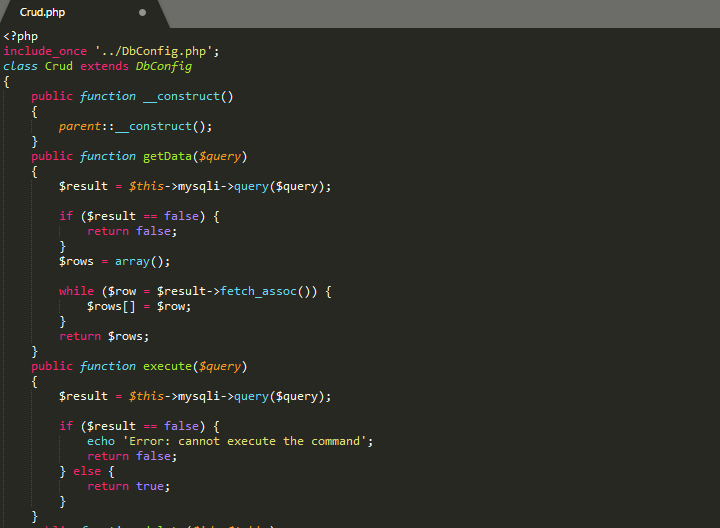 Crud.php
<?php
include_once '../DbConfig.php';
class Crud extends DbConfig
{
    public function __construct()
    {
        parent::__construct();
    }
    public function getData($query)
    {
        $result = $this->mysqli->query($query);

        if ($result == false) {
            return false;
        }
        $rows = array();

        while ($row = $result->fetch_assoc()) {
            $rows[] = $row;
        }
        return $rows;
    }
    public function execute($query)
    {
        $result = $this->mysqli->query($query);

        if ($result == false) {
            echo 'Error: cannot execute the command';
            return false;
        } else {
            return true;
        }
    }